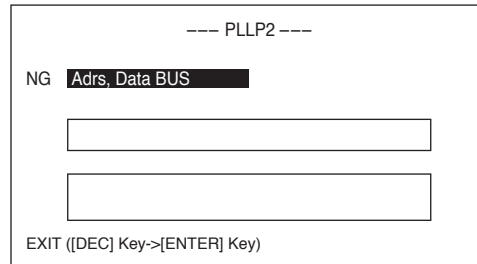 --- PLLP2 ---
NG Adrs, Data BUS
EXIT ([DEC] Key->[ENTER] Key)